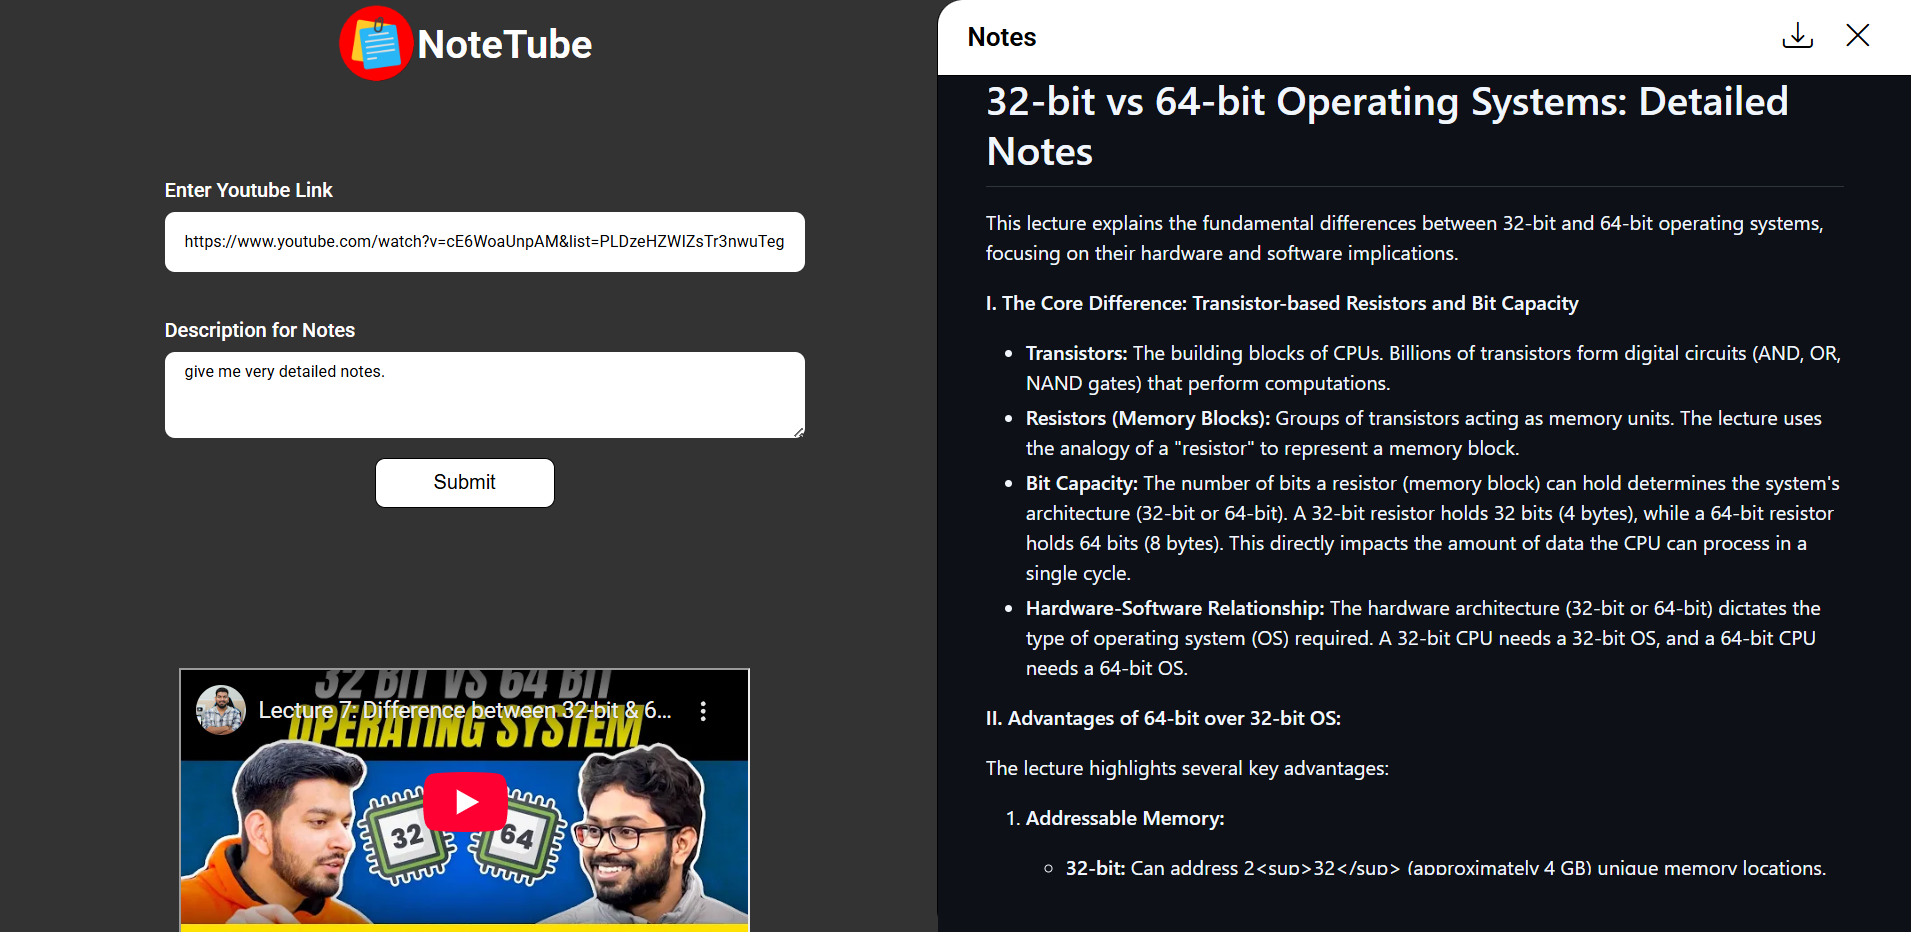 NoteTube
Enter Youtube Link
https://www.youtube.com/watch?v=cE6WoaUnpAM&list=PLDzeHZWIZsTr3nwuTeg
Description for Notes
give me very detailed notes.
Submit
32 BIT VS 64 BIT
Lecture 7: Difference between 32-bit & 6...
OPERATING SYSTEM
32
64
Notes
32-bit vs 64-bit Operating Systems: Detailed
Notes
This lecture explains the fundamental differences between 32-bit and 64-bit operating systems,
focusing on their hardware and software implications.
I. The Core Difference: Transistor-based Resistors and Bit Capacity
• Transistors: The building blocks of CPUs. Billions of transistors form digital circuits (AND, OR,
NAND gates) that perform computations.
• Resistors (Memory Blocks): Groups of transistors acting as memory units. The lecture uses
the analogy of a "resistor" to represent a memory block.
• Bit Capacity: The number of bits a resistor (memory block) can hold determines the system's
architecture (32-bit or 64-bit). A 32-bit resistor holds 32 bits (4 bytes), while a 64-bit resistor
holds 64 bits (8 bytes). This directly impacts the amount of data the CPU can process in a
single cycle.
• Hardware-Software Relationship: The hardware architecture (32-bit or 64-bit) dictates the
type of operating system (OS) required. A 32-bit CPU needs a 32-bit OS, and a 64-bit CPU
needs a 64-bit OS.
II. Advantages of 64-bit over 32-bit OS:
The lecture highlights several key advantages:
1. Addressable Memory:
◦ 32-bit: Can address 2<sup>32</sup> (approximately 4 GB) unique memory locations.